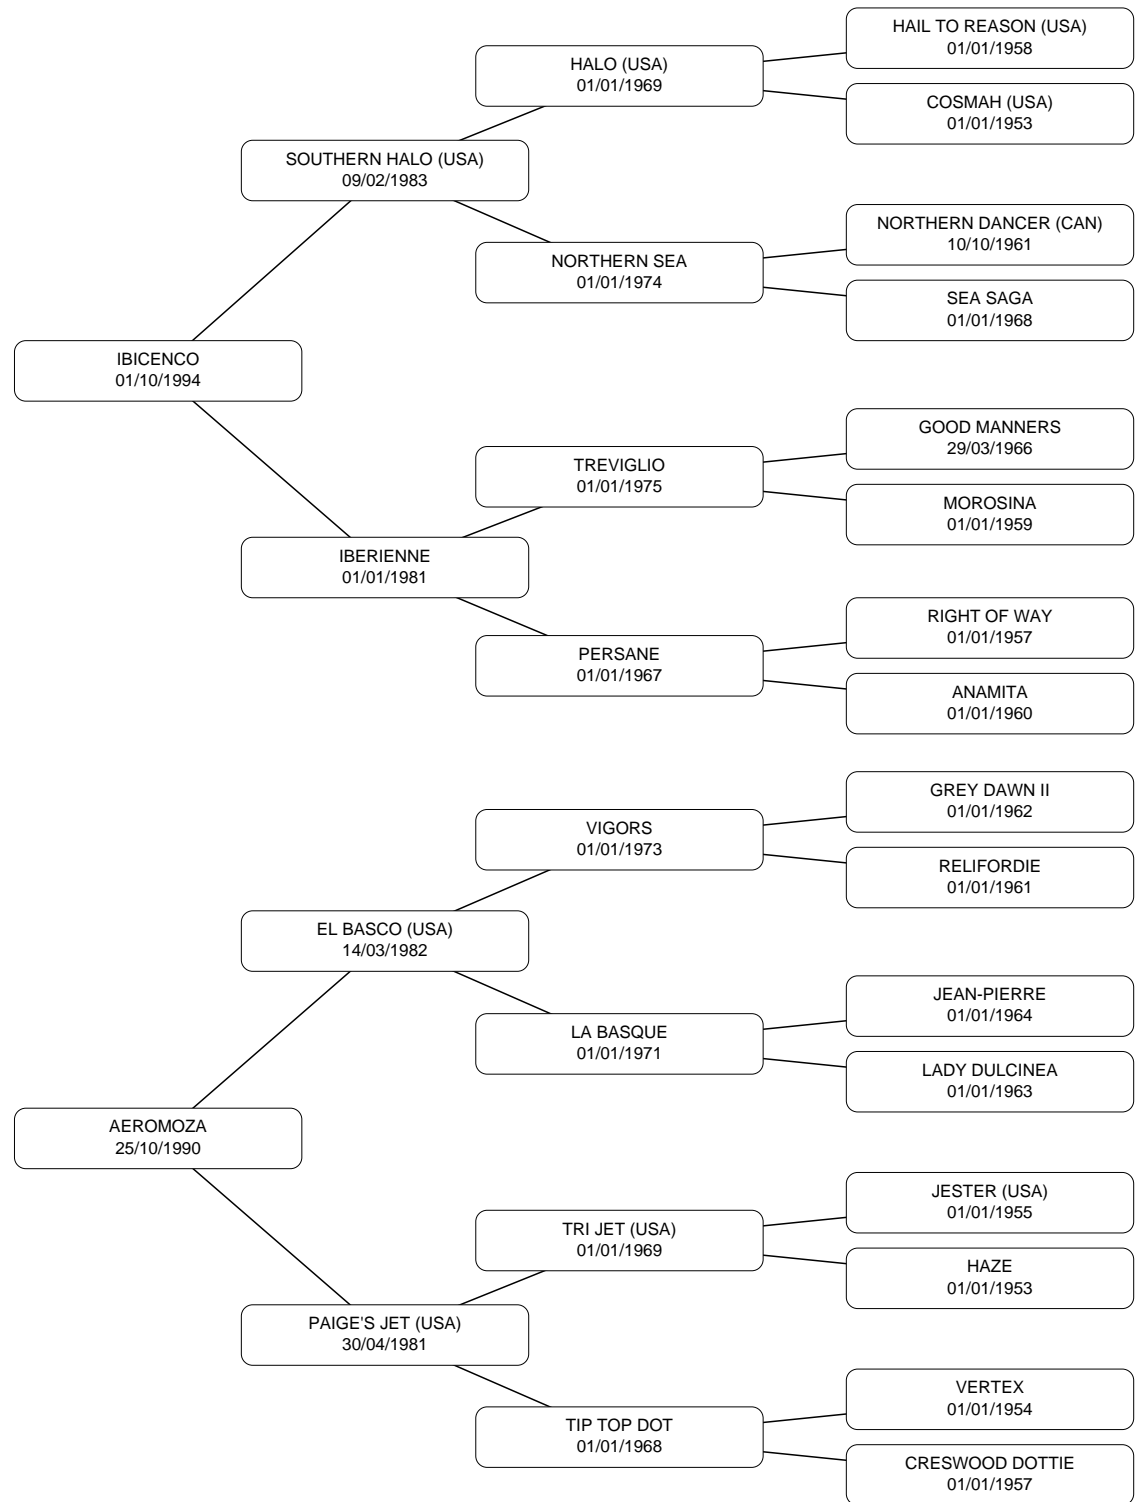 HAIL TO REASON (USA)
01/01/1958
HALO (USA)
01/01/1969
COSMAH (USA)
01/01/1953
SOUTHERN HALO (USA)
09/02/1983
NORTHERN DANCER (CAN)
10/10/1961
NORTHERN SEA
01/01/1974
SEA SAGA
01/01/1968
IBICENCO
01/10/1994
GOOD MANNERS
29/03/1966
TREVIGLIO
01/01/1975
MOROSINA
01/01/1959
IBERIENNE
01/01/1981
RIGHT OF WAY
01/01/1957
PERSANE
01/01/1967
ANAMITA
01/01/1960
GREY DAWN II
01/01/1962
VIGORS
01/01/1973
RELIFORDIE
01/01/1961
EL BASCO (USA)
14/03/1982
JEAN-PIERRE
01/01/1964
LA BASQUE
01/01/1971
LADY DULCINEA
01/01/1963
AEROMOZA
25/10/1990
JESTER (USA)
01/01/1955
TRI JET (USA)
01/01/1969
HAZE
01/01/1953
PAIGE'S JET (USA)
30/04/1981
VERTEX
01/01/1954
TIP TOP DOT
01/01/1968
CRESWOOD DOTTIE
01/01/1957